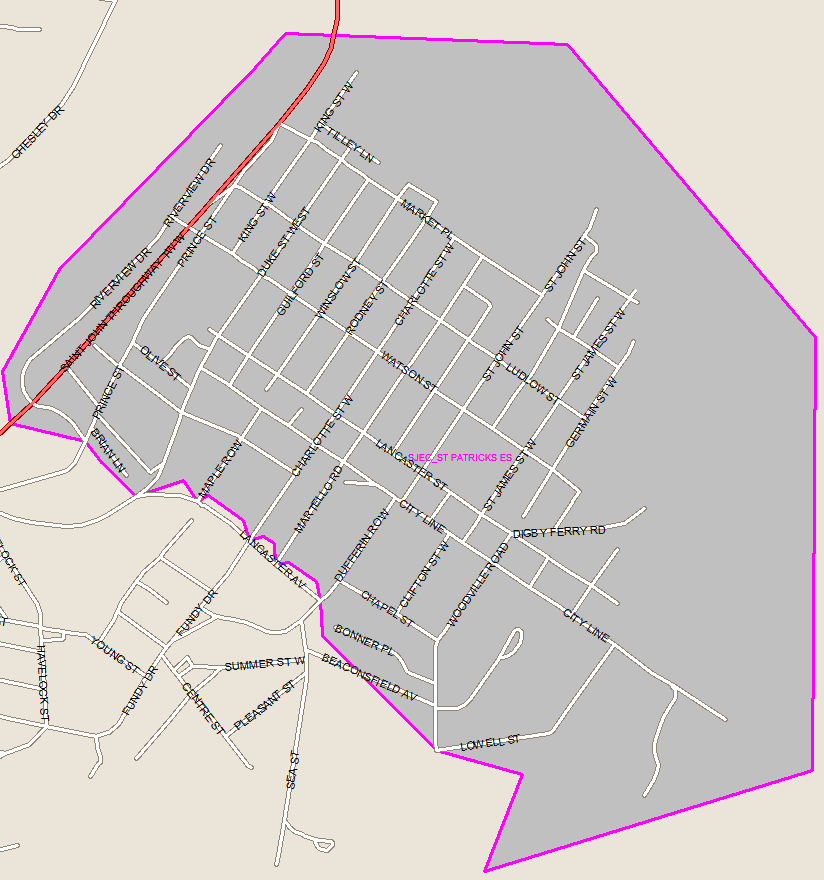 KING ST W
CHESLEY DR
TILLEY LN
RIVERVIEW DR
MARKET PL
KING ST W
PRINCE ST
DUKE ST WEST
CHARLOTTE ST W
ST JOHN ST
RIVERVIEW DR
GUILFORD ST
WINSLOW ST
RODNEY ST
SAINT JOHN THROUGHWAY
ST JAMES ST W
ST JOHN ST
OLIVE ST
WATSON ST
LUDLOW ST
PRINCE ST
GERMAN ST W
CHARLOTTE ST W
BRIAN LN
LANCASTER ST
SJEC_ST PATRICKS ES
MAPLE ROW
ST JAMES ST W
MARTELLO RD
CITY LINE
DIGBY FERRY RD
DUFFERIN ROW
LANCASTER AV
CLIFTON ST W
WOODVILLE ROAD
CHAPEL ST
FUNDY DR
CITY LINE
BONNER PL
YOUNG ST
SUMMER ST W
BEACONSFIELD AV
HAVELOCK ST
FUNDY DR
CENTRE ST
PLEASANT ST
LOWELL ST
SEA ST